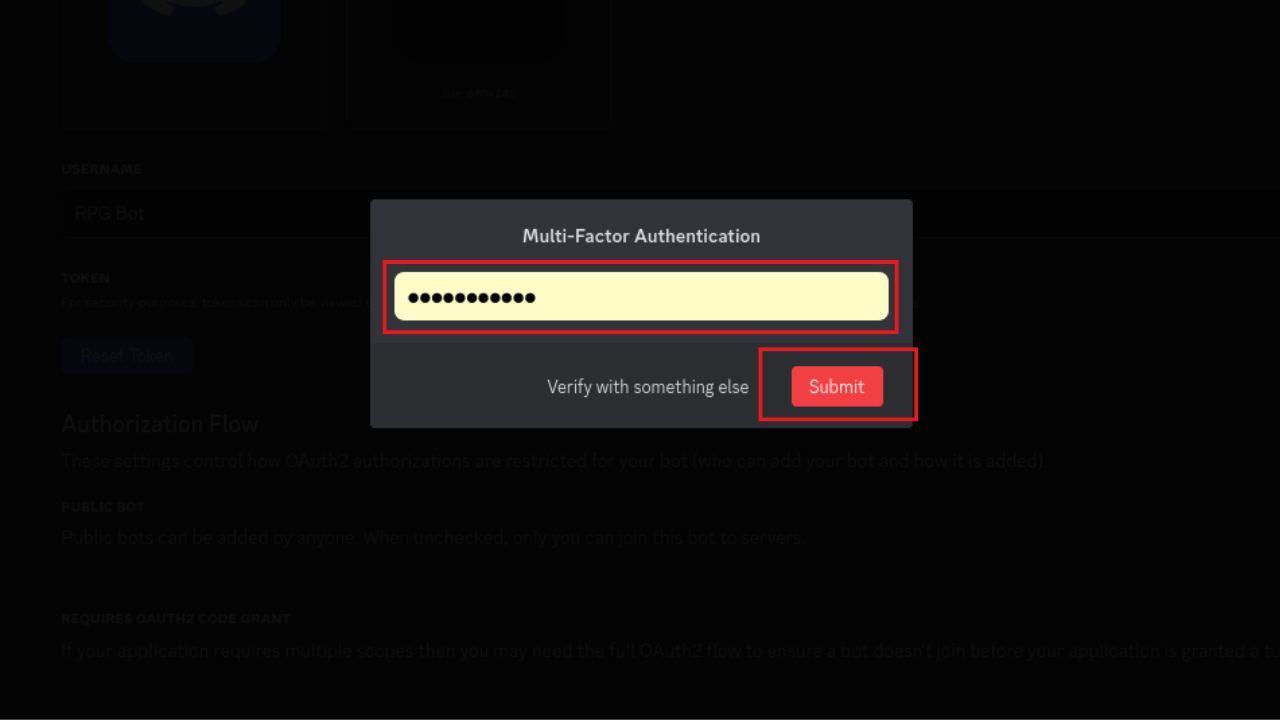 USERNAME
RPG Bot
Multi-Factor Authentication
●●●●●●●●●●●
TOKEN
For security purposes, tokens can only be viewed
Verify with something else
Submit
Reset Token
Authorization Flow
These settings control how OAuth2 authorizations are restricted for your bot (who can add your bot and how it is added).
PUBLIC BOT
Public bots can be added by anyone. When unchecked, only you can join this bot to servers.
REQUIRES OAUTH2 CODE GRANT
If your application requires multiple scopes then you may need the full OAuth2 flow to ensure a bot doesn't join before your application is granted a